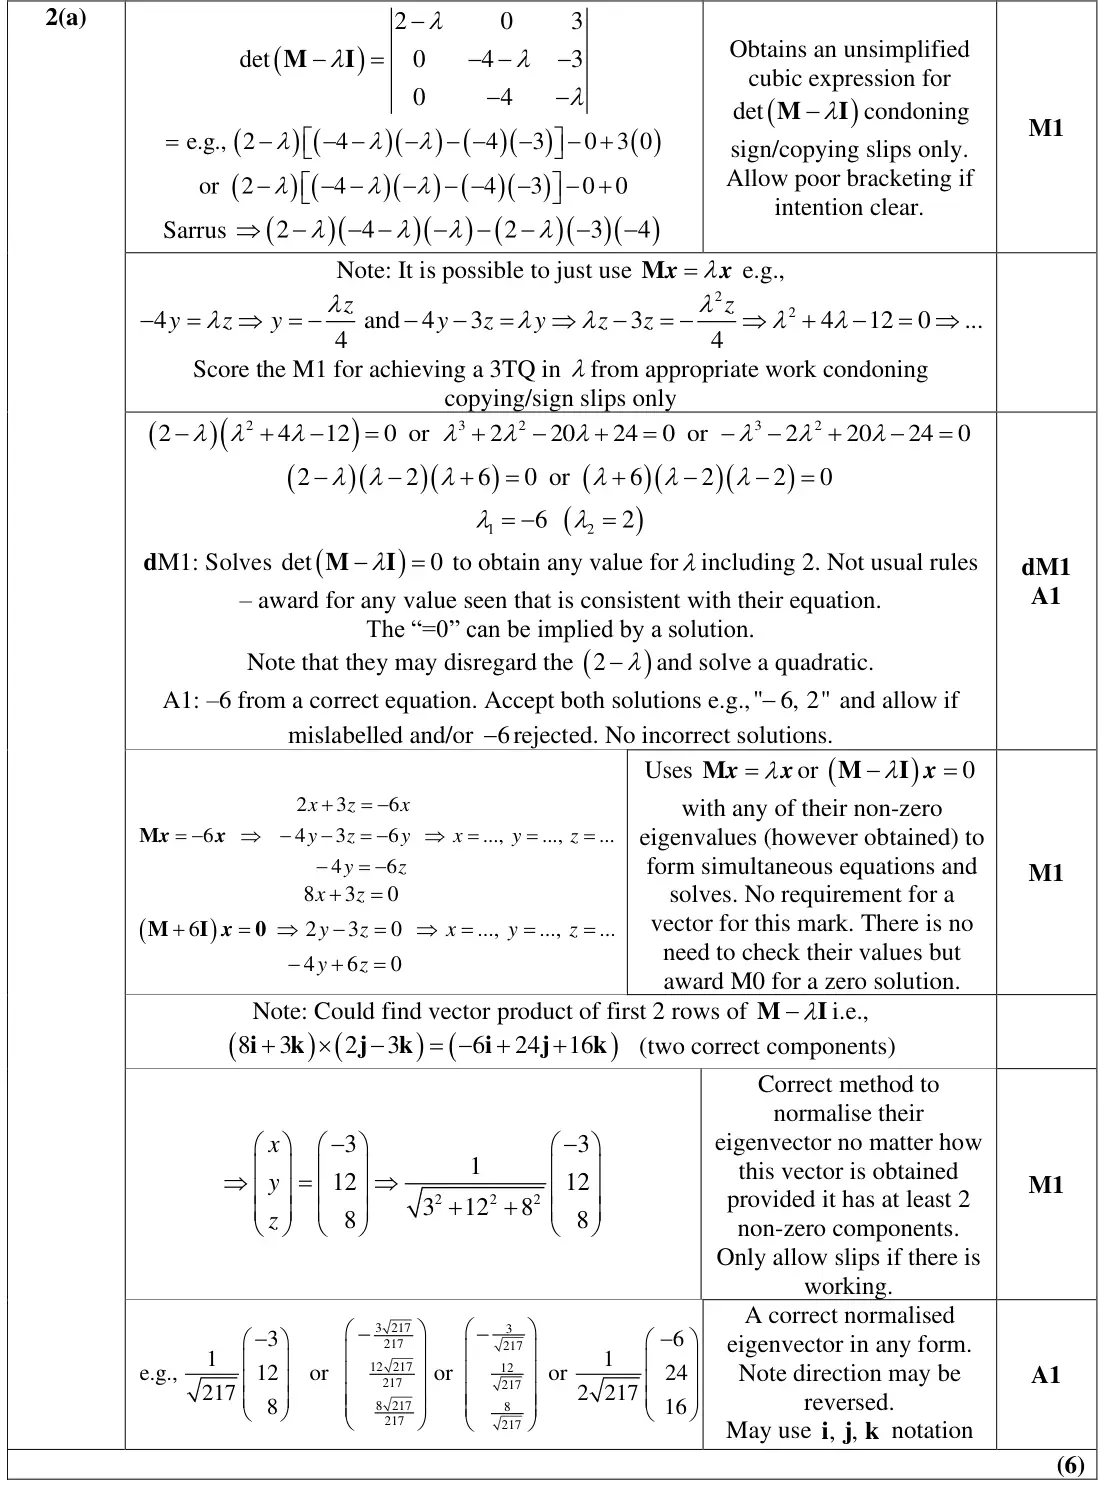 2(a)
det(M − λI) = |2−λ 0 3|
|0 −4−λ −3|
|0 −4 −λ|
= e.g., (2−λ)[(−4−λ)(−λ)−(−4)(−3)]−0+3(0)
or (2−λ)[(−4−λ)(−λ)−(−4)(−3)]−0+0
Sarrus ⇒(2−λ)(−4−λ)(−λ)−(2−λ)(−3)(−4)
Obtains an unsimplified
cubic expression for
det(M − λI) condoning
sign/copying slips only.
Allow poor bracketing if
intention clear.
M1
Note: It is possible to just use Mx = λx e.g.,
−4y = λz ⇒ y = −λz/4 and −4y−3z = λy ⇒ λz−3z = −λ²z/4 ⇒ λ²+4λ−12 = 0 ⇒ ...
Score the M1 for achieving a 3TQ in λ from appropriate work condoning
copying/sign slips only
(2−λ)(λ²+4λ−12) = 0 or λ³+2λ²−20λ+24 = 0 or −λ³−2λ²+20λ−24 = 0
(2−λ)(λ−2)(λ+6) = 0 or (λ+6)(λ−2)(λ−2) = 0
λ₁ = −6 (λ₂ = 2)
dM1: Solves det(M − λI) = 0 to obtain any value for λ including 2. Not usual rules
– award for any value seen that is consistent with their equation.
The “=0” can be implied by a solution.
Note that they may disregard the (2−λ) and solve a quadratic.
A1: –6 from a correct equation. Accept both solutions e.g., "−6, 2" and allow if
mislabelled and/or −6 rejected. No incorrect solutions.
dM1
A1
2x+3z = −6x
Mx = −6x ⇒ −4y−3z = −6y ⇒ x = ..., y = ..., z = ...
−4y = −6z
8x+3z = 0
(M+6I)x = 0 ⇒ 2y−3z = 0 ⇒ x = ..., y = ..., z = ...
−4y+6z = 0
Uses Mx = λx or (M − λI)x = 0
with any of their non-zero
eigenvalues (however obtained) to
form simultaneous equations and
solves. No requirement for a
vector for this mark. There is no
need to check their values but
award M0 for a zero solution.
M1
Note: Could find vector product of first 2 rows of M − λI i.e.,
(8i+3k)×(2j−3k) = (−6i+24j+16k) (two correct components)
⇒ (x y z) = (−3 12 8) ⇒ 1/√(3²+12²+8²) (−3 12 8)
Correct method to
normalise their
eigenvector no matter how
this vector is obtained
provided it has at least 2
non-zero components.
Only allow slips if there is
working.
M1
e.g., 1/√217 (−3 12 8) or (−3√217/217 12√217/217 8√217/217) or (−3/√217 12/√217 8/√217) or 1/2√217 (−6 24 16)
A correct normalised
eigenvector in any form.
Note direction may be
reversed.
May use i, j, k notation
A1
(6)